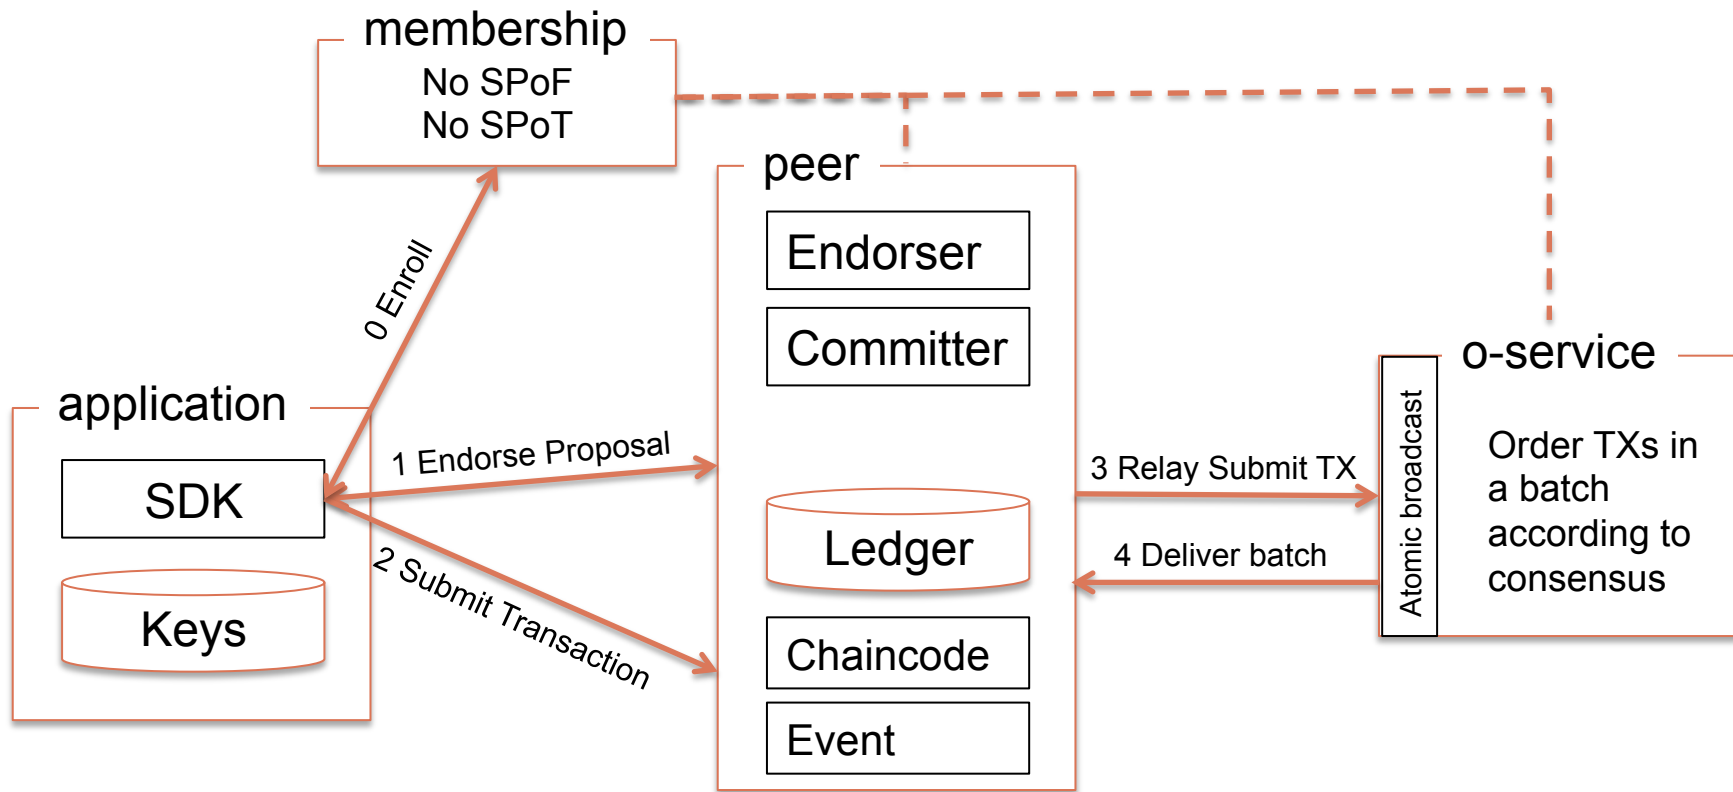 membership
No SPoF
No SPoT
0 Enroll
application
SDK
Keys
1 Endorse Proposal
2 Submit Transaction
peer
Endorser
Committer
Ledger
Chaincode
Event
3 Relay Submit TX
4 Deliver batch
o-service
Atomic broadcast
Order TXs in
a batch
according to
consensus